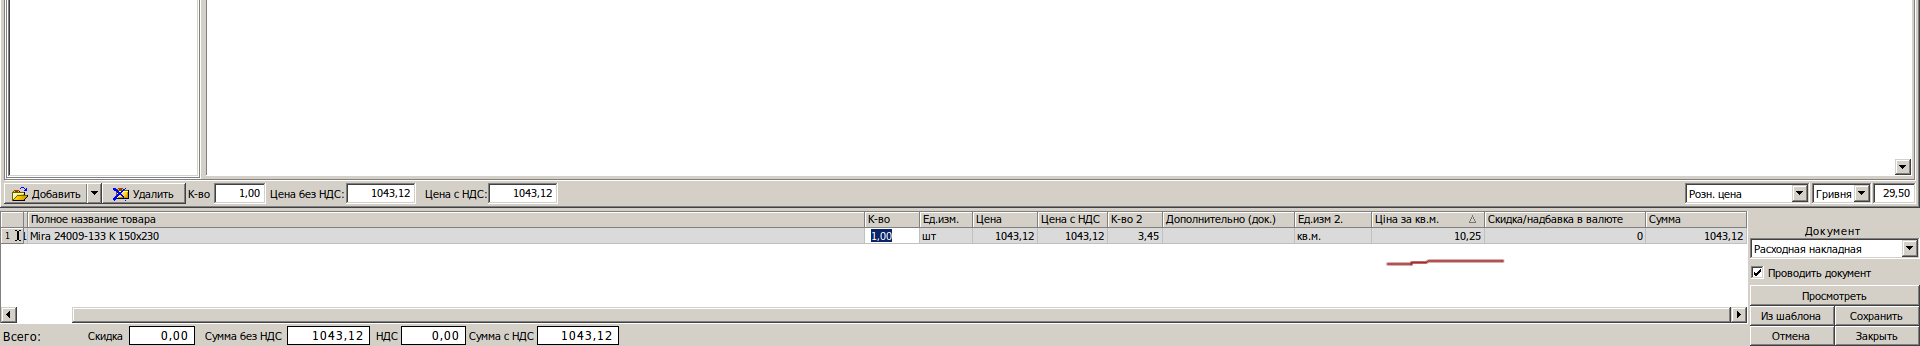 Добавить Удалить К-во 1,00 Цена без НДС: 1043,12 Цена с НДС: 1043,12 Розн. цена Гривня 29,50
Полное название товара К-во Ед.изм. Цена Цена с НДС К-во 2 Дополнительно (док.) Ед.изм 2. Ціна за кв.м. Скидка/надбавка в валюте Сумма
1 Mira 24009-133 K 150x230 1,00 шт 1043,12 1043,12 3,45 кв.м. 10,25 0 1043,12
Документ
Расходная накладная
Проводить документ
Просмотреть
Из шаблона Сохранить
Отмена Закрыть
Всего: Скидка 0,00 Сумма без НДС 1043,12 НДС 0,00 Сумма с НДС 1043,12